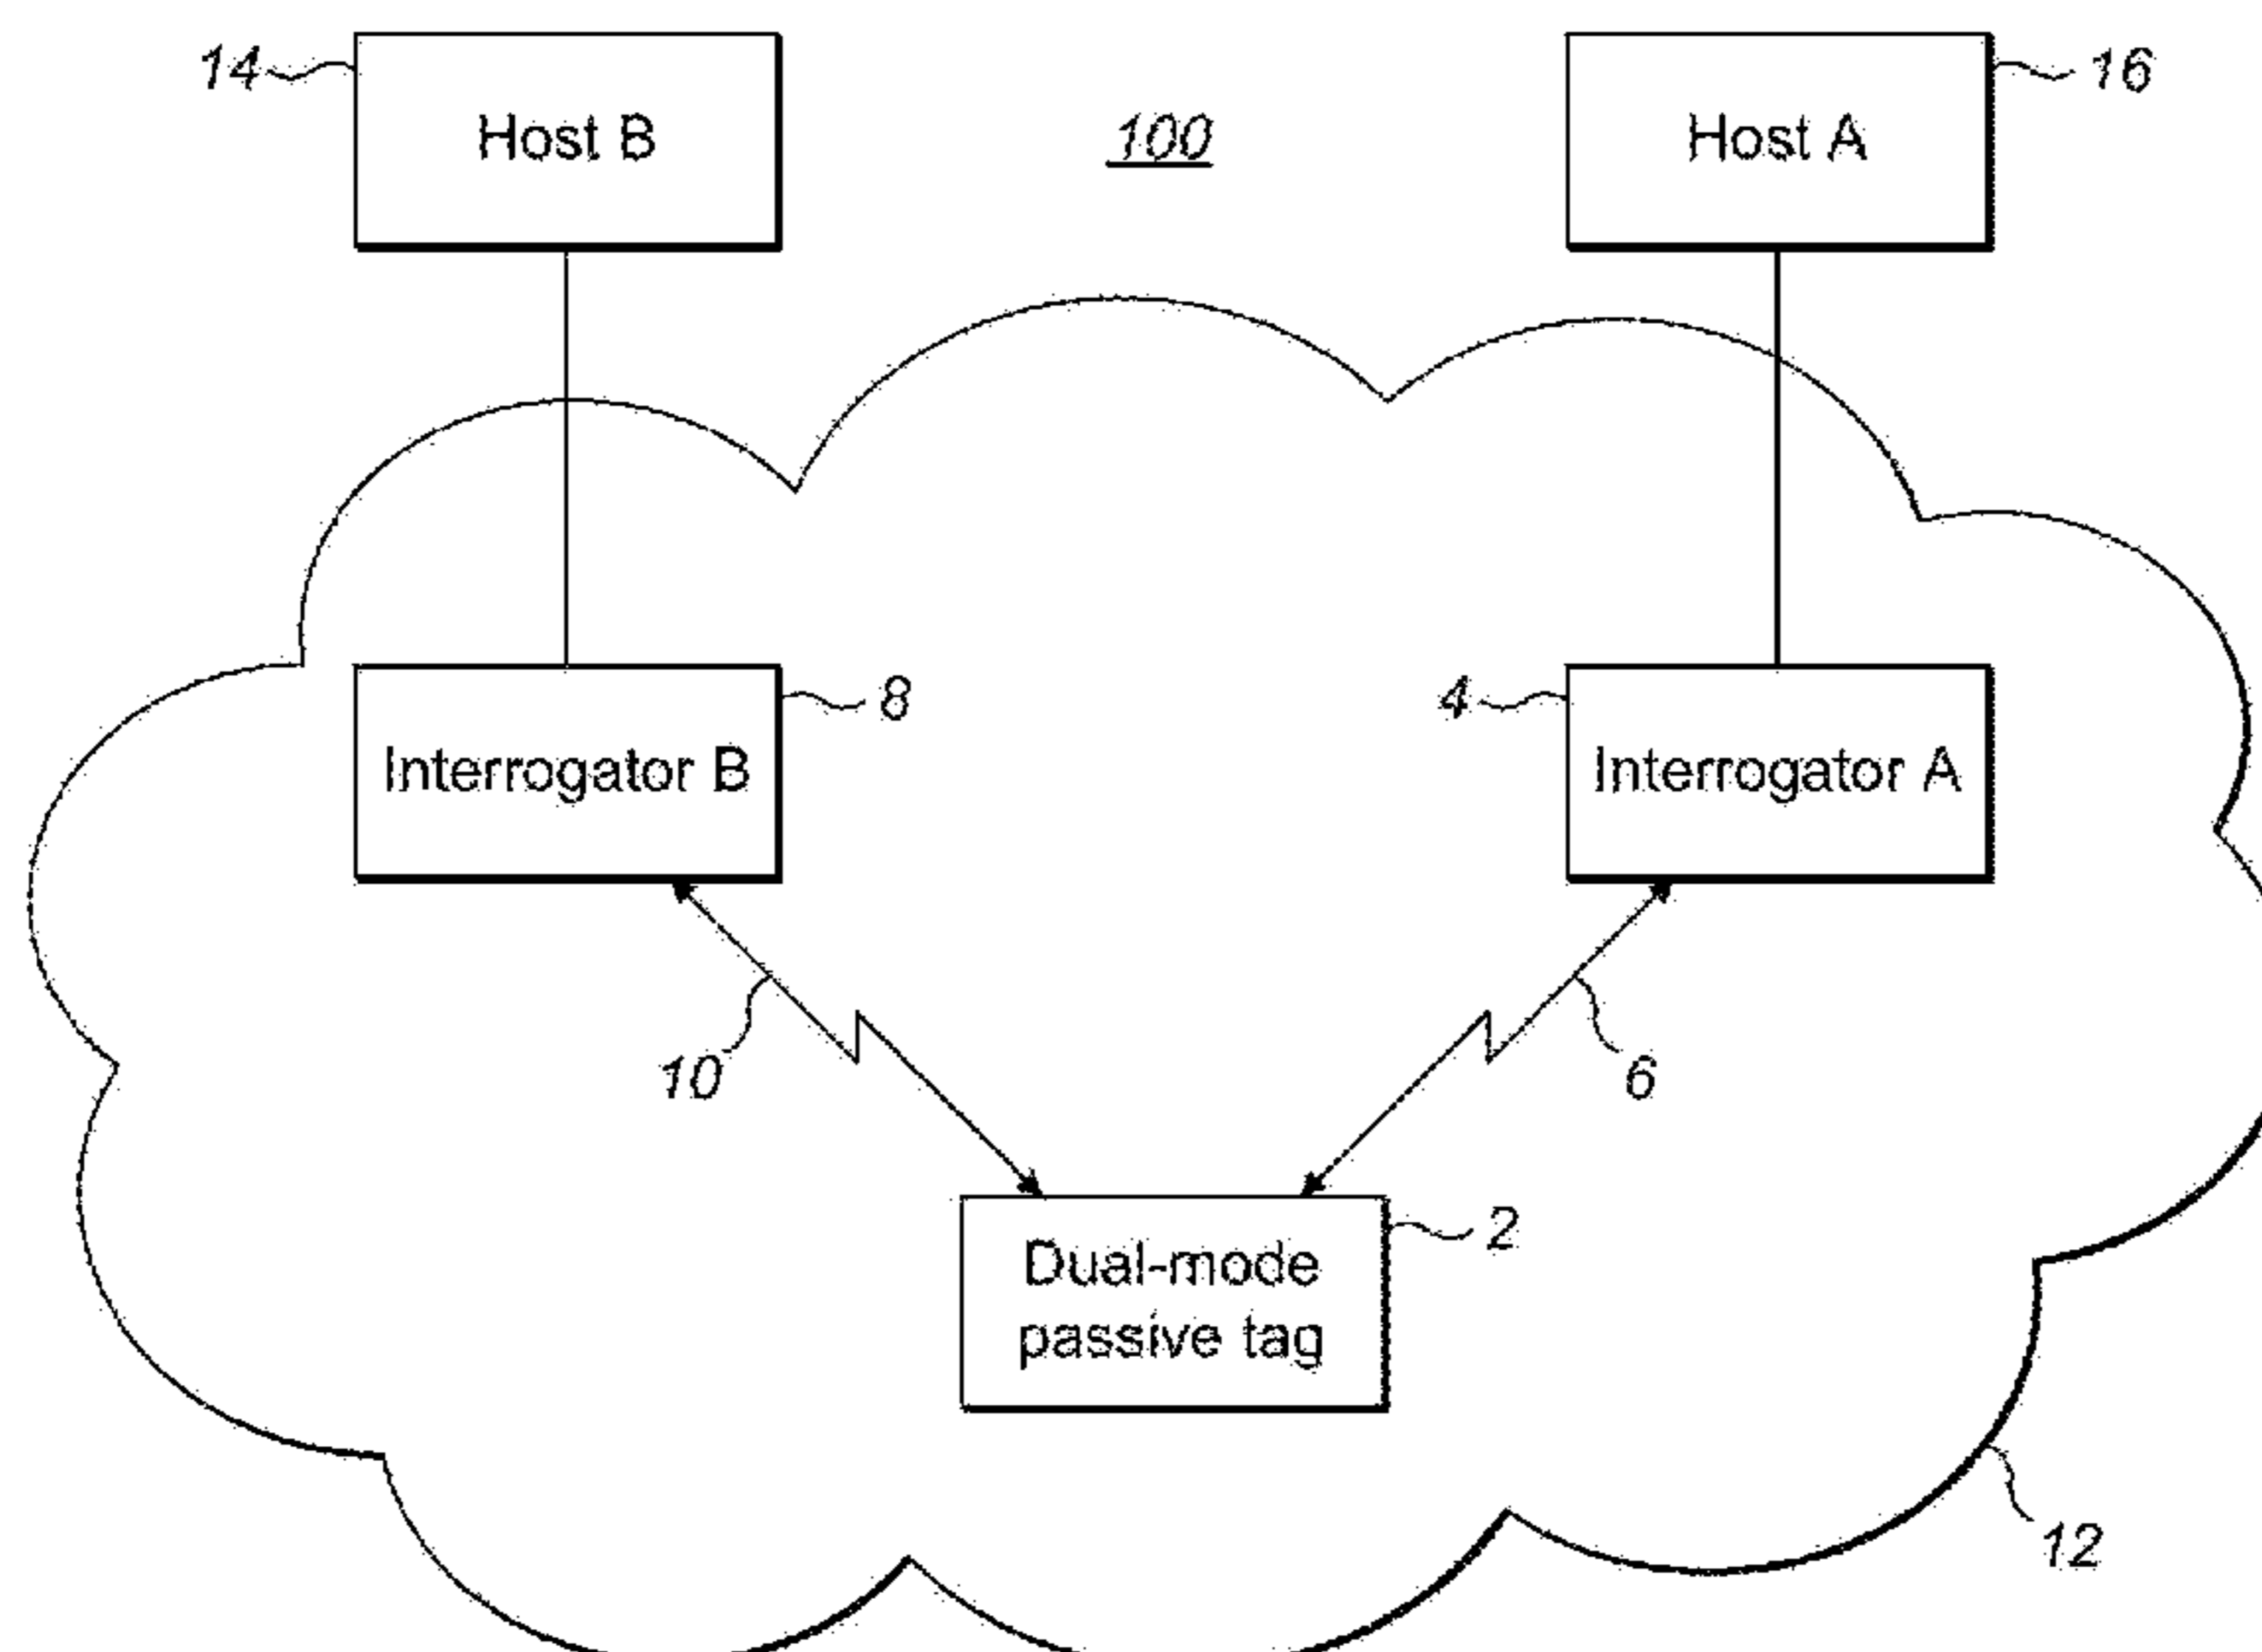 14
Host B
100
Host A
16
Interrogator B
8
4
Interrogator A
10
6
Dual-mode
passive tag
2
12